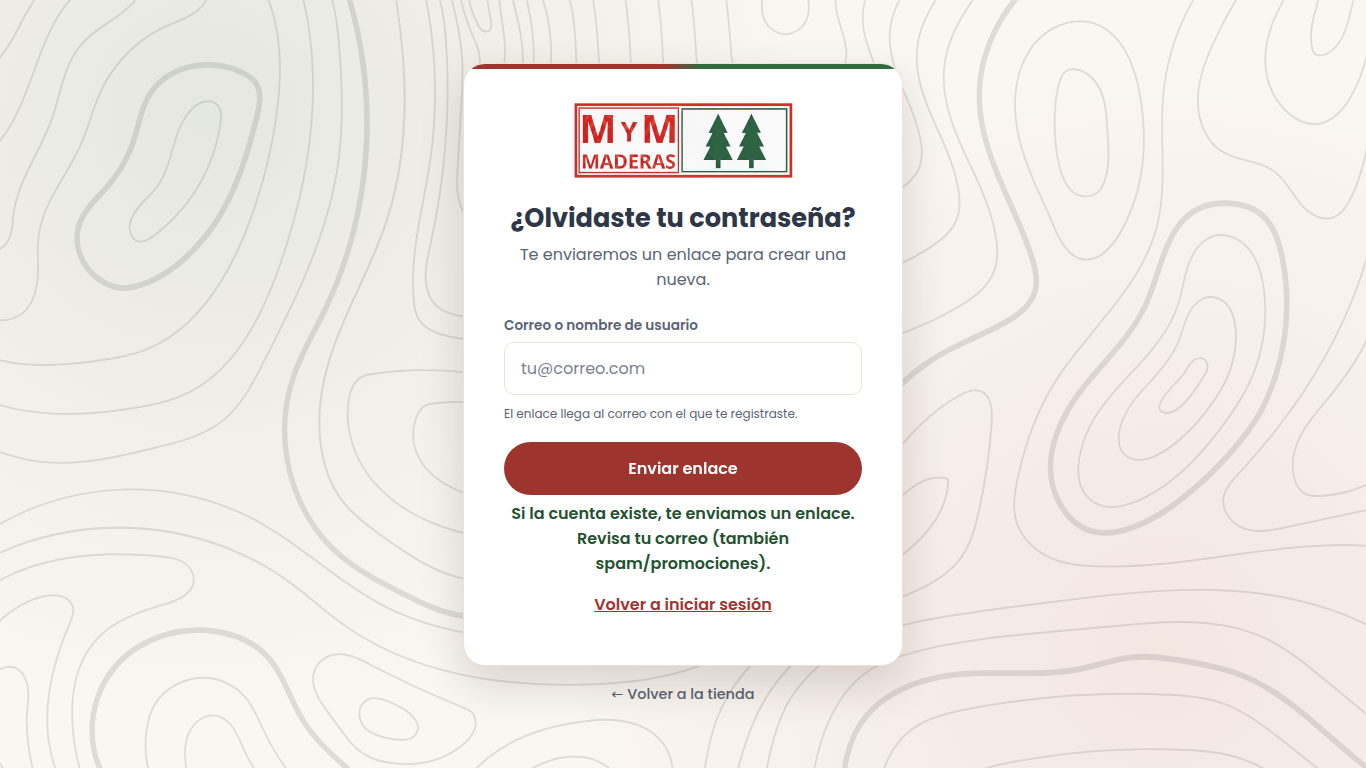 M Y M
MADERAS
¿Olvidaste tu contraseña?
Te enviaremos un enlace para crear una
nueva.
Correo o nombre de usuario
tu@correo.com
El enlace llega al correo con el que te registraste.
Enviar enlace
Si la cuenta existe, te enviamos un enlace.
Revisa tu correo (también
spam/promociones).
Volver a iniciar sesión
← Volver a la tienda